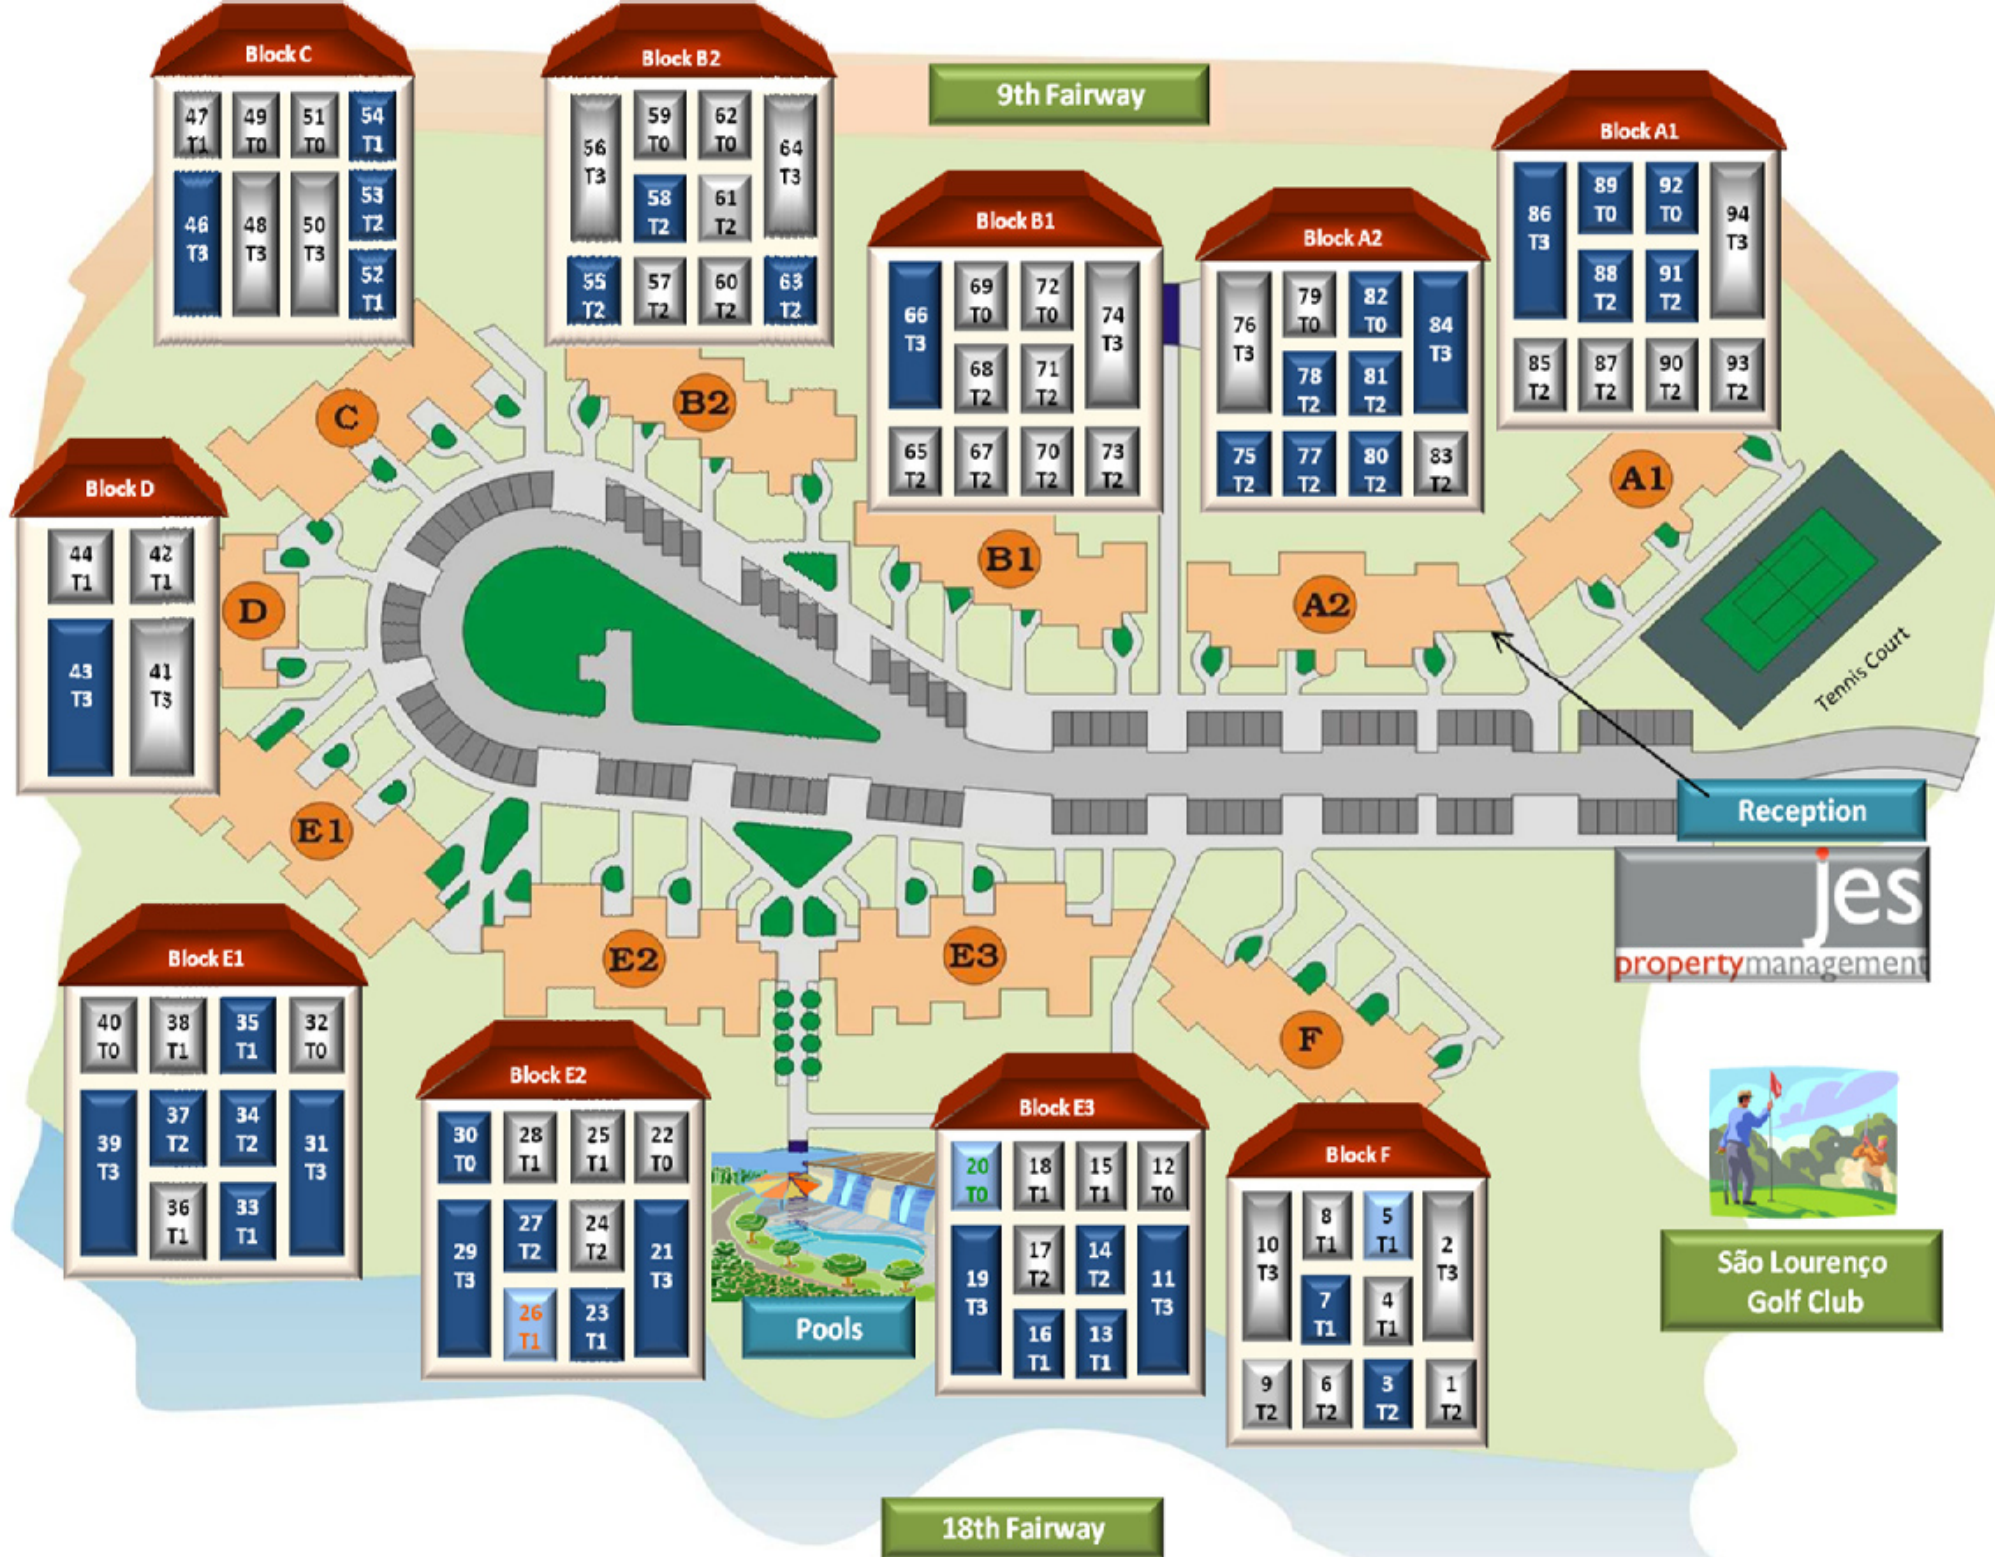 Block C
47 49 51 54
T1 T0 T0 T1
46 48 50 53
T3 T3 T3 T2
52
T1
Block B2
56 59 62 64
T3 T0 T0 T3
58 61
T2 T2
55 57 60 63
T2 T2 T2 T2
9th Fairway
Block B1
66 69 72 74
T3 T0 T0 T3
68 71
T2 T2
65 67 70 73
T2 T2 T2 T2
Block A2
76 79 82 84
T3 T0 T0 T3
78 81
T2 T2
75 77 80 83
T2 T2 T2 T2
Block A1
86 89 92 94
T3 T0 T0 T3
88 91
T2 T2
85 87 90 93
T2 T2 T2 T2
C
B2
B1
A2
A1
D
E1
E2
E3
F
Tennis Court
Block D
44 42
T1 T1
43 41
T3 T3
Reception
jes
propertymanagement
Block E1
40 38 35 32
T0 T1 T1 T0
39 37 34 31
T3 T2 T2 T3
36 33
T1 T1
Block E2
30 28 25 22
T0 T1 T1 T0
29 27 24 21
T3 T2 T2 T3
26 23
T1 T1
Pools
Block E3
20 18 15 12
T0 T1 T1 T0
19 17 14 11
T3 T2 T2 T3
16 13
T1 T1
Block F
10 8 5 2
T3 T1 T1 T3
7 4
T1 T1
9 6 3 1
T2 T2 T2 T2
São Lourenço
Golf Club
18th Fairway